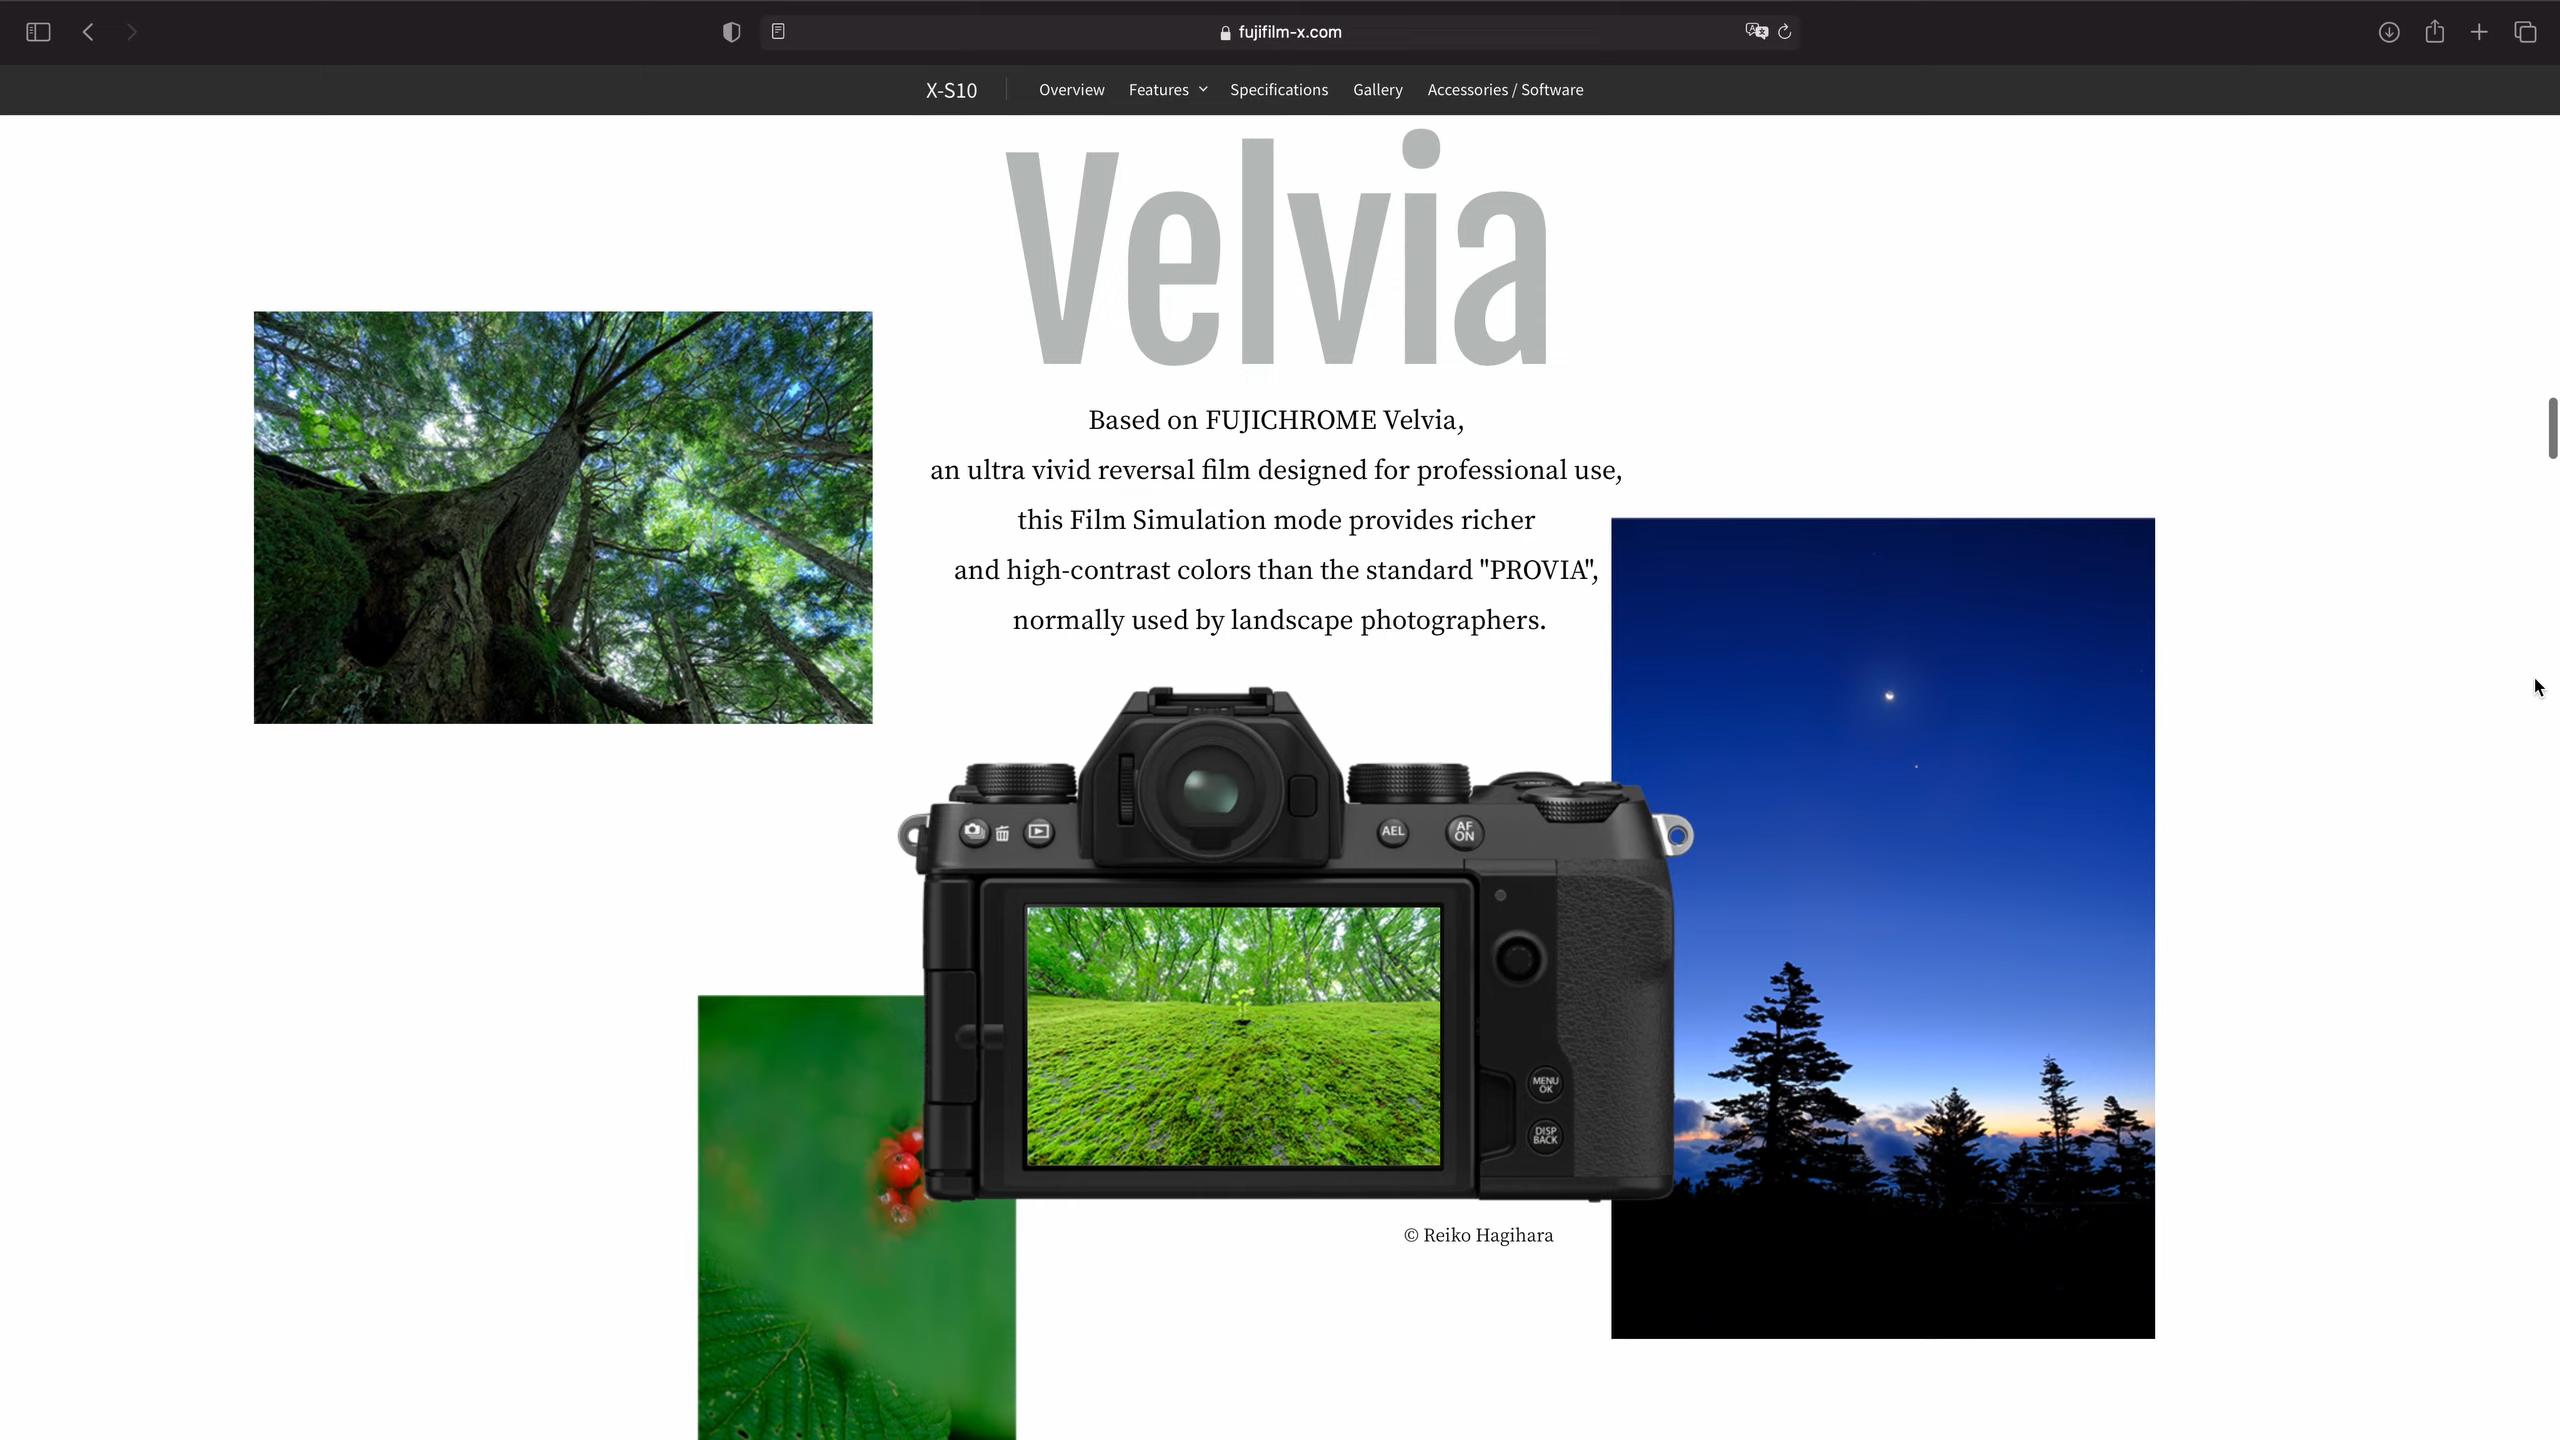 fujifilm-x.com
X-S10 Overview Features Specifications Gallery Accessories / Software
Velvia
Based on FUJICHROME Velvia,
an ultra vivid reversal film designed for professional use,
this Film Simulation mode provides richer
and high-contrast colors than the standard "PROVIA",
normally used by landscape photographers.
AEL
AF
ON
MENU
OK
DISP
BACK
© Reiko Hagihara